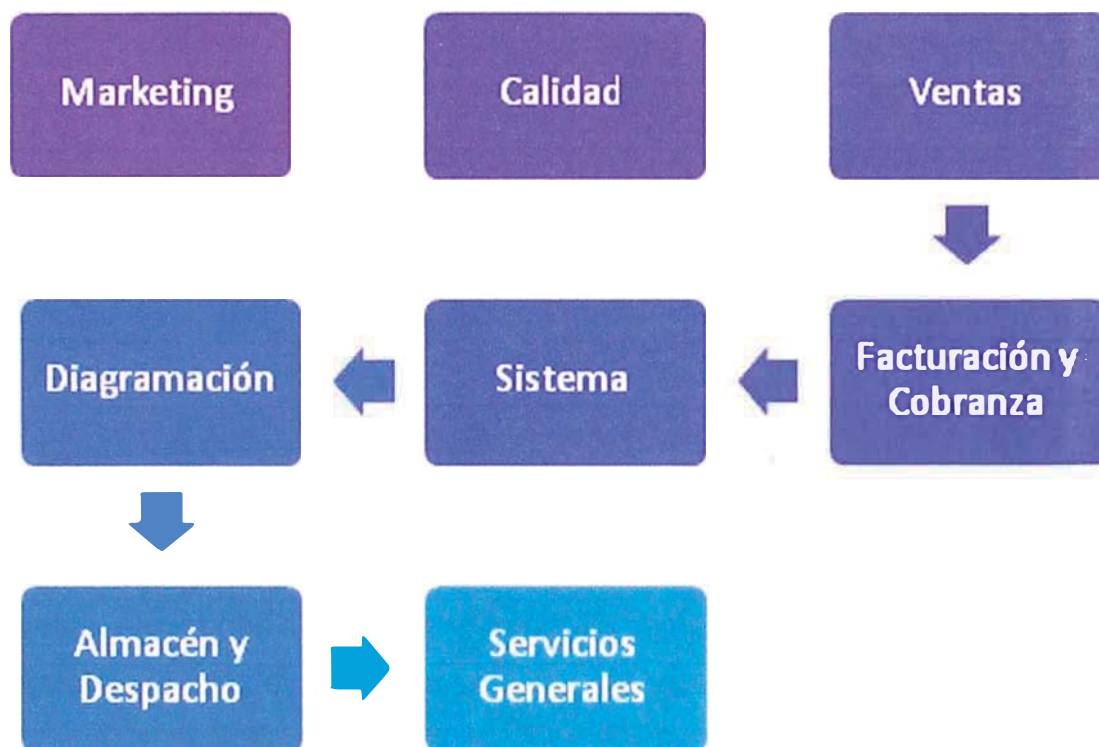 Marketing
Calidad
Ventas
Diagramación
Sistema
Facturación y
Cobranza
Almacén y
Despacho
Servicios
Generales